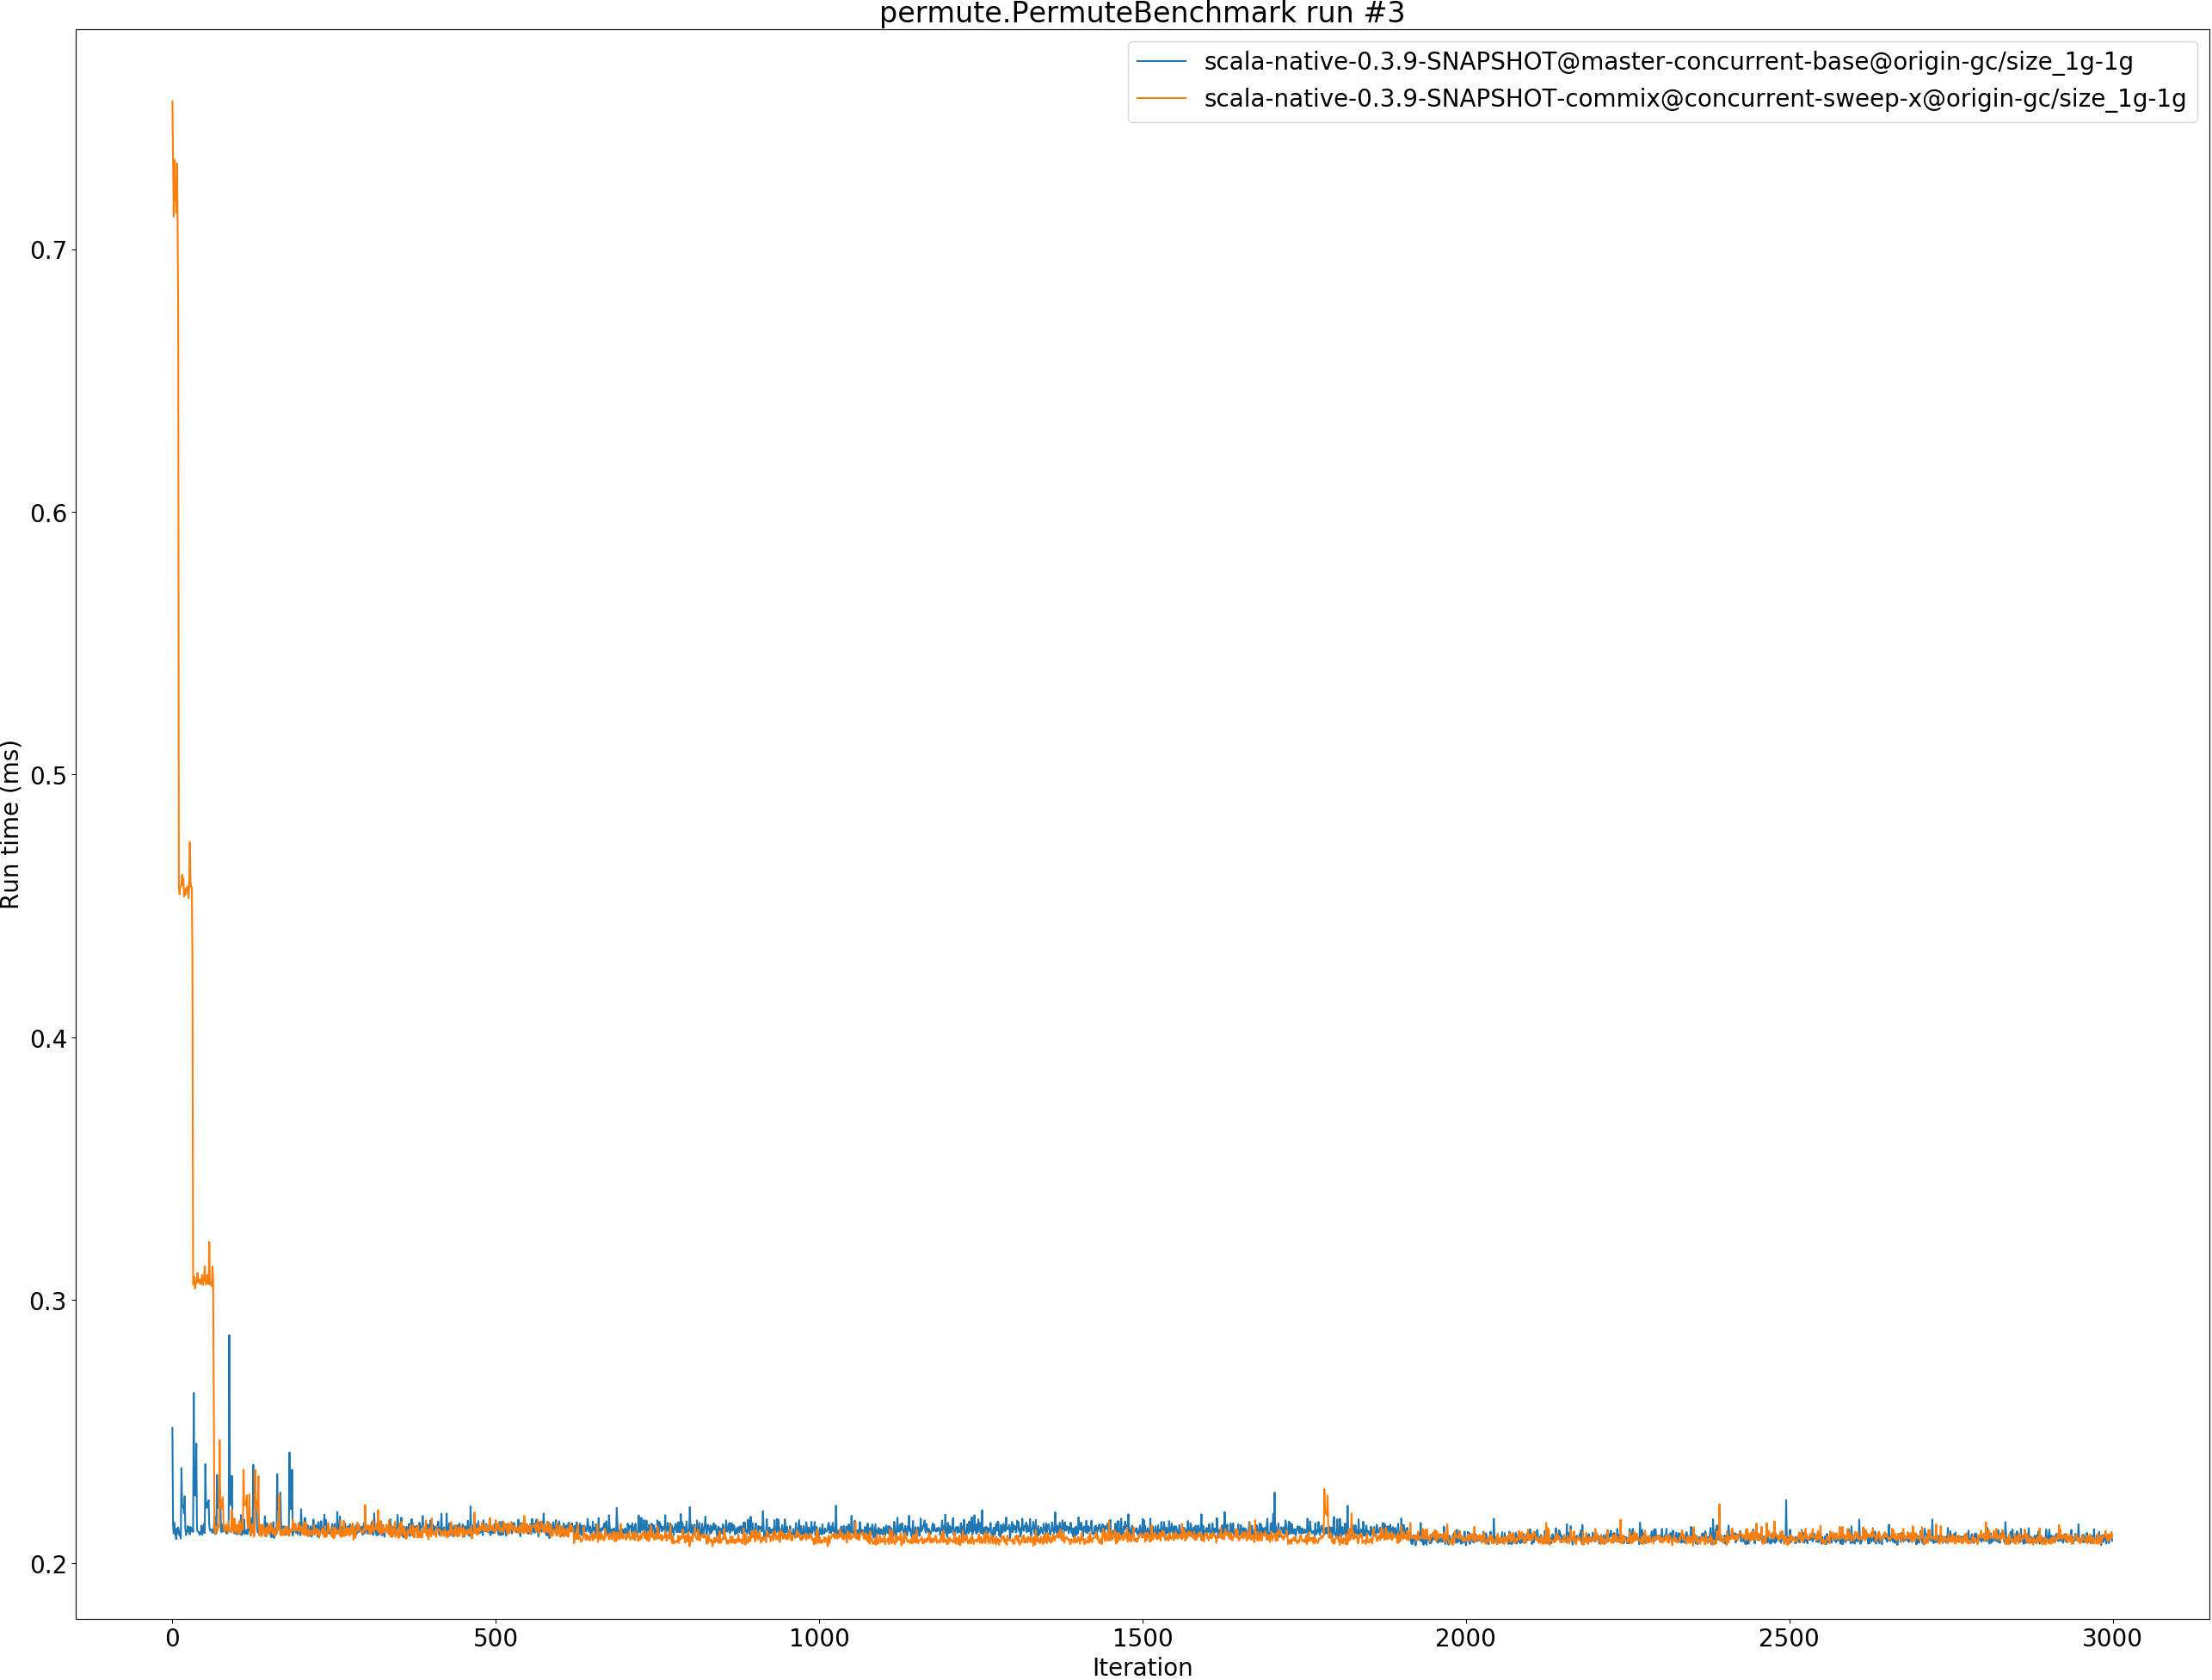 permute.PermuteBenchmark run #3
scala-native-0.3.9-SNAPSHOT@master-concurrent-base@origin-gc/size_1g-1g
scala-native-0.3.9-SNAPSHOT-commix@concurrent-sweep-x@origin-gc/size_1g-1g
Run time (ms)
0.7
0.6
0.5
0.4
0.3
0.2
0
500
1000
1500
2000
2500
3000
Iteration